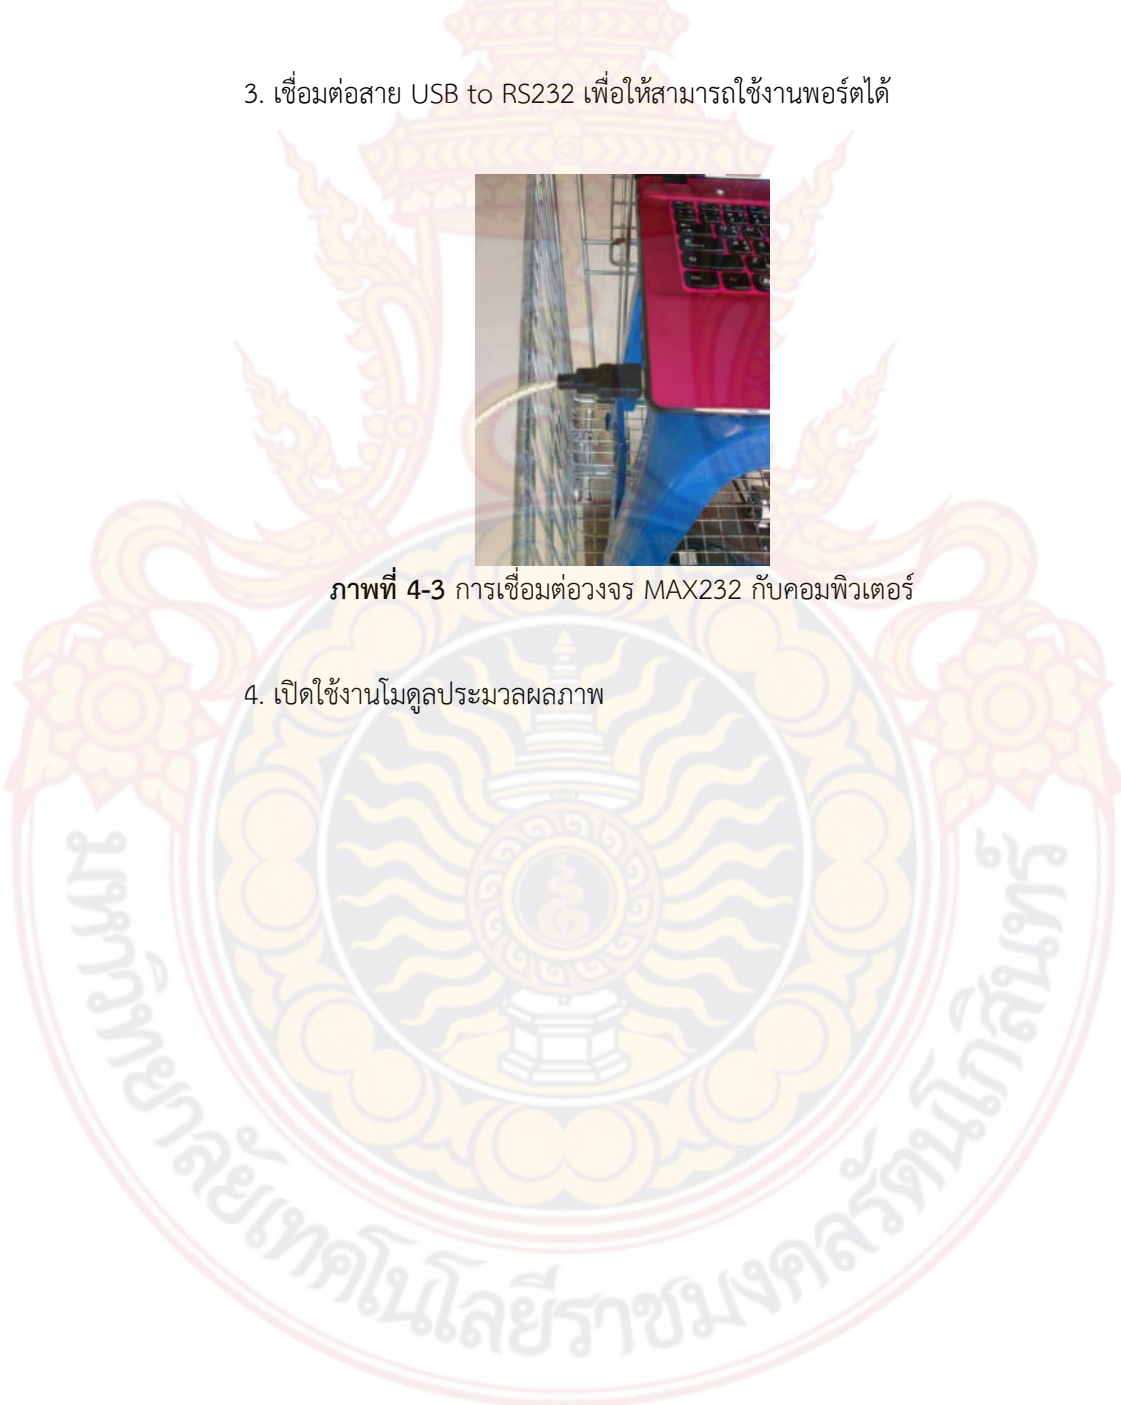 3. เชื่อมต่อสาย USB to RS232 เพื่อให้สามารถใช้งานพอร์ตได้
ภาพที่ 4-3 การเชื่อมต่อวงจร MAX232 กับคอมพิวเตอร์
4. เปิดใช้งานโมดูลประมวลผลภาพ
มหาวิทยาลัยเทคโนโลยีราชมงคลรัตนโกสินทร์